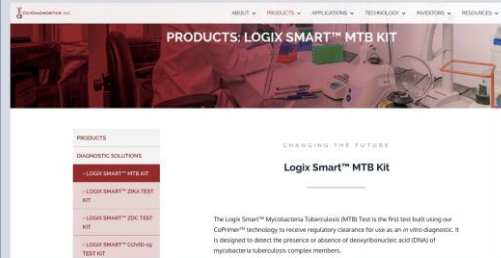 CO-DIAGNOSTICS, INC.
ABOUT PRODUCTS APPLICATIONS TECHNOLOGY INVESTORS RESOURCES
PRODUCTS: LOGIX SMART™ MTB KIT
PRODUCTS
DIAGNOSTIC SOLUTIONS
- LOGIX SMART™ MTB KIT
- LOGIX SMART™ ZIKA TEST
KIT
- LOGIX SMART™ ZDC TEST
KIT
- LOGIX SMART™ COVID-19
TEST KIT
CHANGING THE FUTURE
Logix Smart™ MTB Kit
The Logix Smart™ Mycobacteria Tuberculosis (MTB) Test is the first test built using our
CoPrimer™ technology to receive regulatory clearance for use as an in vitro diagnostic. It
is designed to detect the presence or absence of deoxyribonucleic acid (DNA) of
mycobacteria tuberculosis complex members.